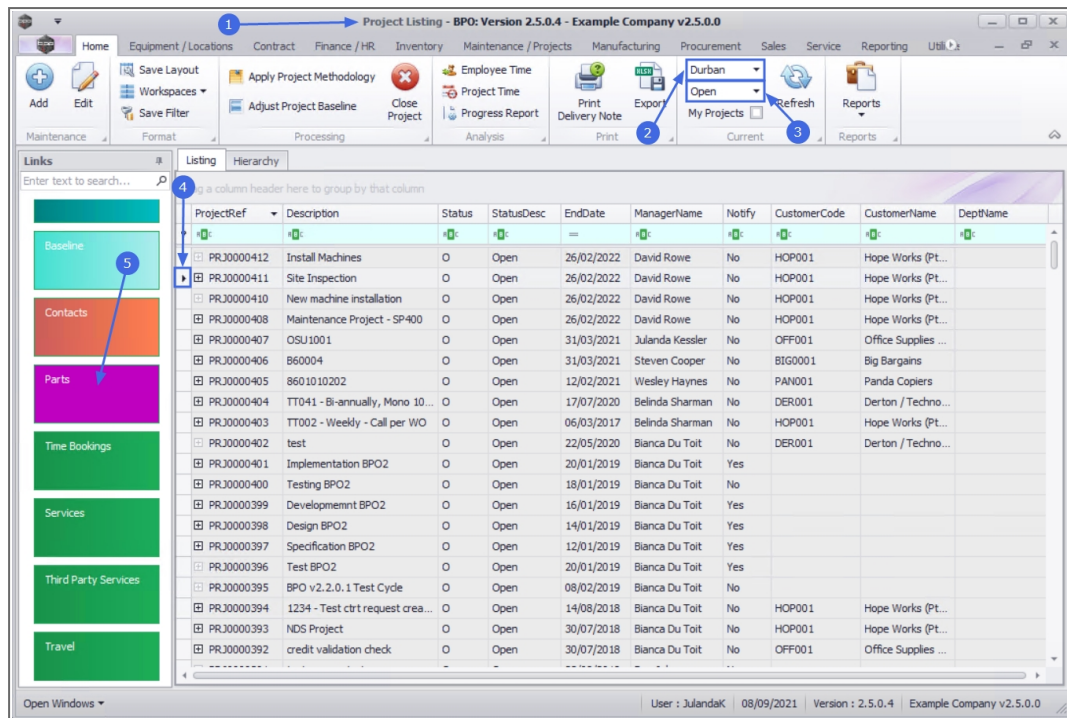 Project Listing - BPO: Version 2.5.0.4 - Example Company v2.5.0.0
1
Home Equipment / Locations Contract Finance / HR Inventory Maintenance / Projects Manufacturing Procurement Sales Service Reporting
Add Edit Save Layout Workspaces Save Filter
Apply Project Methodology Adjust Project Baseline Close Project
Employee Time Project Time Progress Report
Print Delivery Note Export
Durban
Open
My Projects
Refresh Reports
2 3
Maintenance Format Processing Analysis Print Current Reports
Links Listing Hierarchy
Enter text to search... 4 a column header here to group by that column
ProjectRef Description Status StatusDesc EndDate ManagerName Notify CustomerCode CustomerName DeptName
PRJ0000412 Install Machines O Open 26/02/2022 David Rowe No HOP001 Hope Works (Pt...
PRJ0000411 Site Inspection O Open 26/02/2022 David Rowe No HOP001 Hope Works (Pt...
PRJ0000410 New machine installation O Open 26/02/2022 David Rowe No HOP001 Hope Works (Pt...
PRJ0000408 Maintenance Project - SP400 O Open 26/02/2022 David Rowe No HOP001 Hope Works (Pt...
PRJ0000407 OSU1001 O Open 31/03/2021 Julanda Kessler No OFF001 Office Supplies ...
PRJ0000406 B60004 O Open 31/03/2021 Steven Cooper No BIG0001 Big Bargains
PRJ0000405 8601010202 O Open 12/02/2021 Wesley Haynes No PAN001 Panda Copiers
PRJ0000404 TT041 - Bi-annually, Mono 10... O Open 17/07/2020 Belinda Sharman No DER001 Derton / Techno...
PRJ0000403 TT002 - Weekly - Call per WO O Open 06/03/2017 Belinda Sharman No HOP001 Hope Works (Pt...
PRJ0000402 test O Open 22/05/2020 Bianca Du Toit No DER001 Derton / Techno...
PRJ0000401 Implementation BPO2 O Open 20/01/2019 Bianca Du Toit Yes
PRJ0000400 Testing BPO2 O Open 18/01/2019 Bianca Du Toit No
PRJ0000399 Developmemnt BPO2 O Open 16/01/2019 Bianca Du Toit Yes
PRJ0000398 Design BPO2 O Open 14/01/2019 Bianca Du Toit Yes
PRJ0000397 Specification BPO2 O Open 12/01/2019 Bianca Du Toit Yes
PRJ0000396 Test BPO2 O Open 20/01/2019 Bianca Du Toit Yes
PRJ0000395 BPO v2.2.0.1 Test Cycle O Open 08/02/2019 Bianca Du Toit No
PRJ0000394 1234 - Test ctrt request crea... O Open 14/08/2018 Bianca Du Toit No HOP001 Hope Works (Pt...
PRJ0000393 NDS Project O Open 30/07/2018 Bianca Du Toit No HOP001 Hope Works (Pt...
PRJ0000392 credit validation check O Open 30/07/2018 Bianca Du Toit No OFF001 Office Supplies ...
Baseline
5
Contacts
Parts
Time Bookings
Services
Third Party Services
Travel
Open Windows User : JulandaK 08/09/2021 Version : 2.5.0.4 Example Company v2.5.0.0